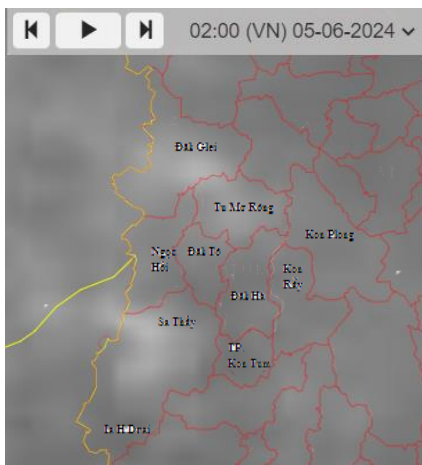 02:00 (VN) 05-06-2024
Đăk Glei
Tu Mơ Rông
Kon Plong
Ngọc
Hồi
Đăk Tô
Kon
Rẫy
Đăk Hà
Sa Thầy
TP.
Kon Tum
Ia H Drai